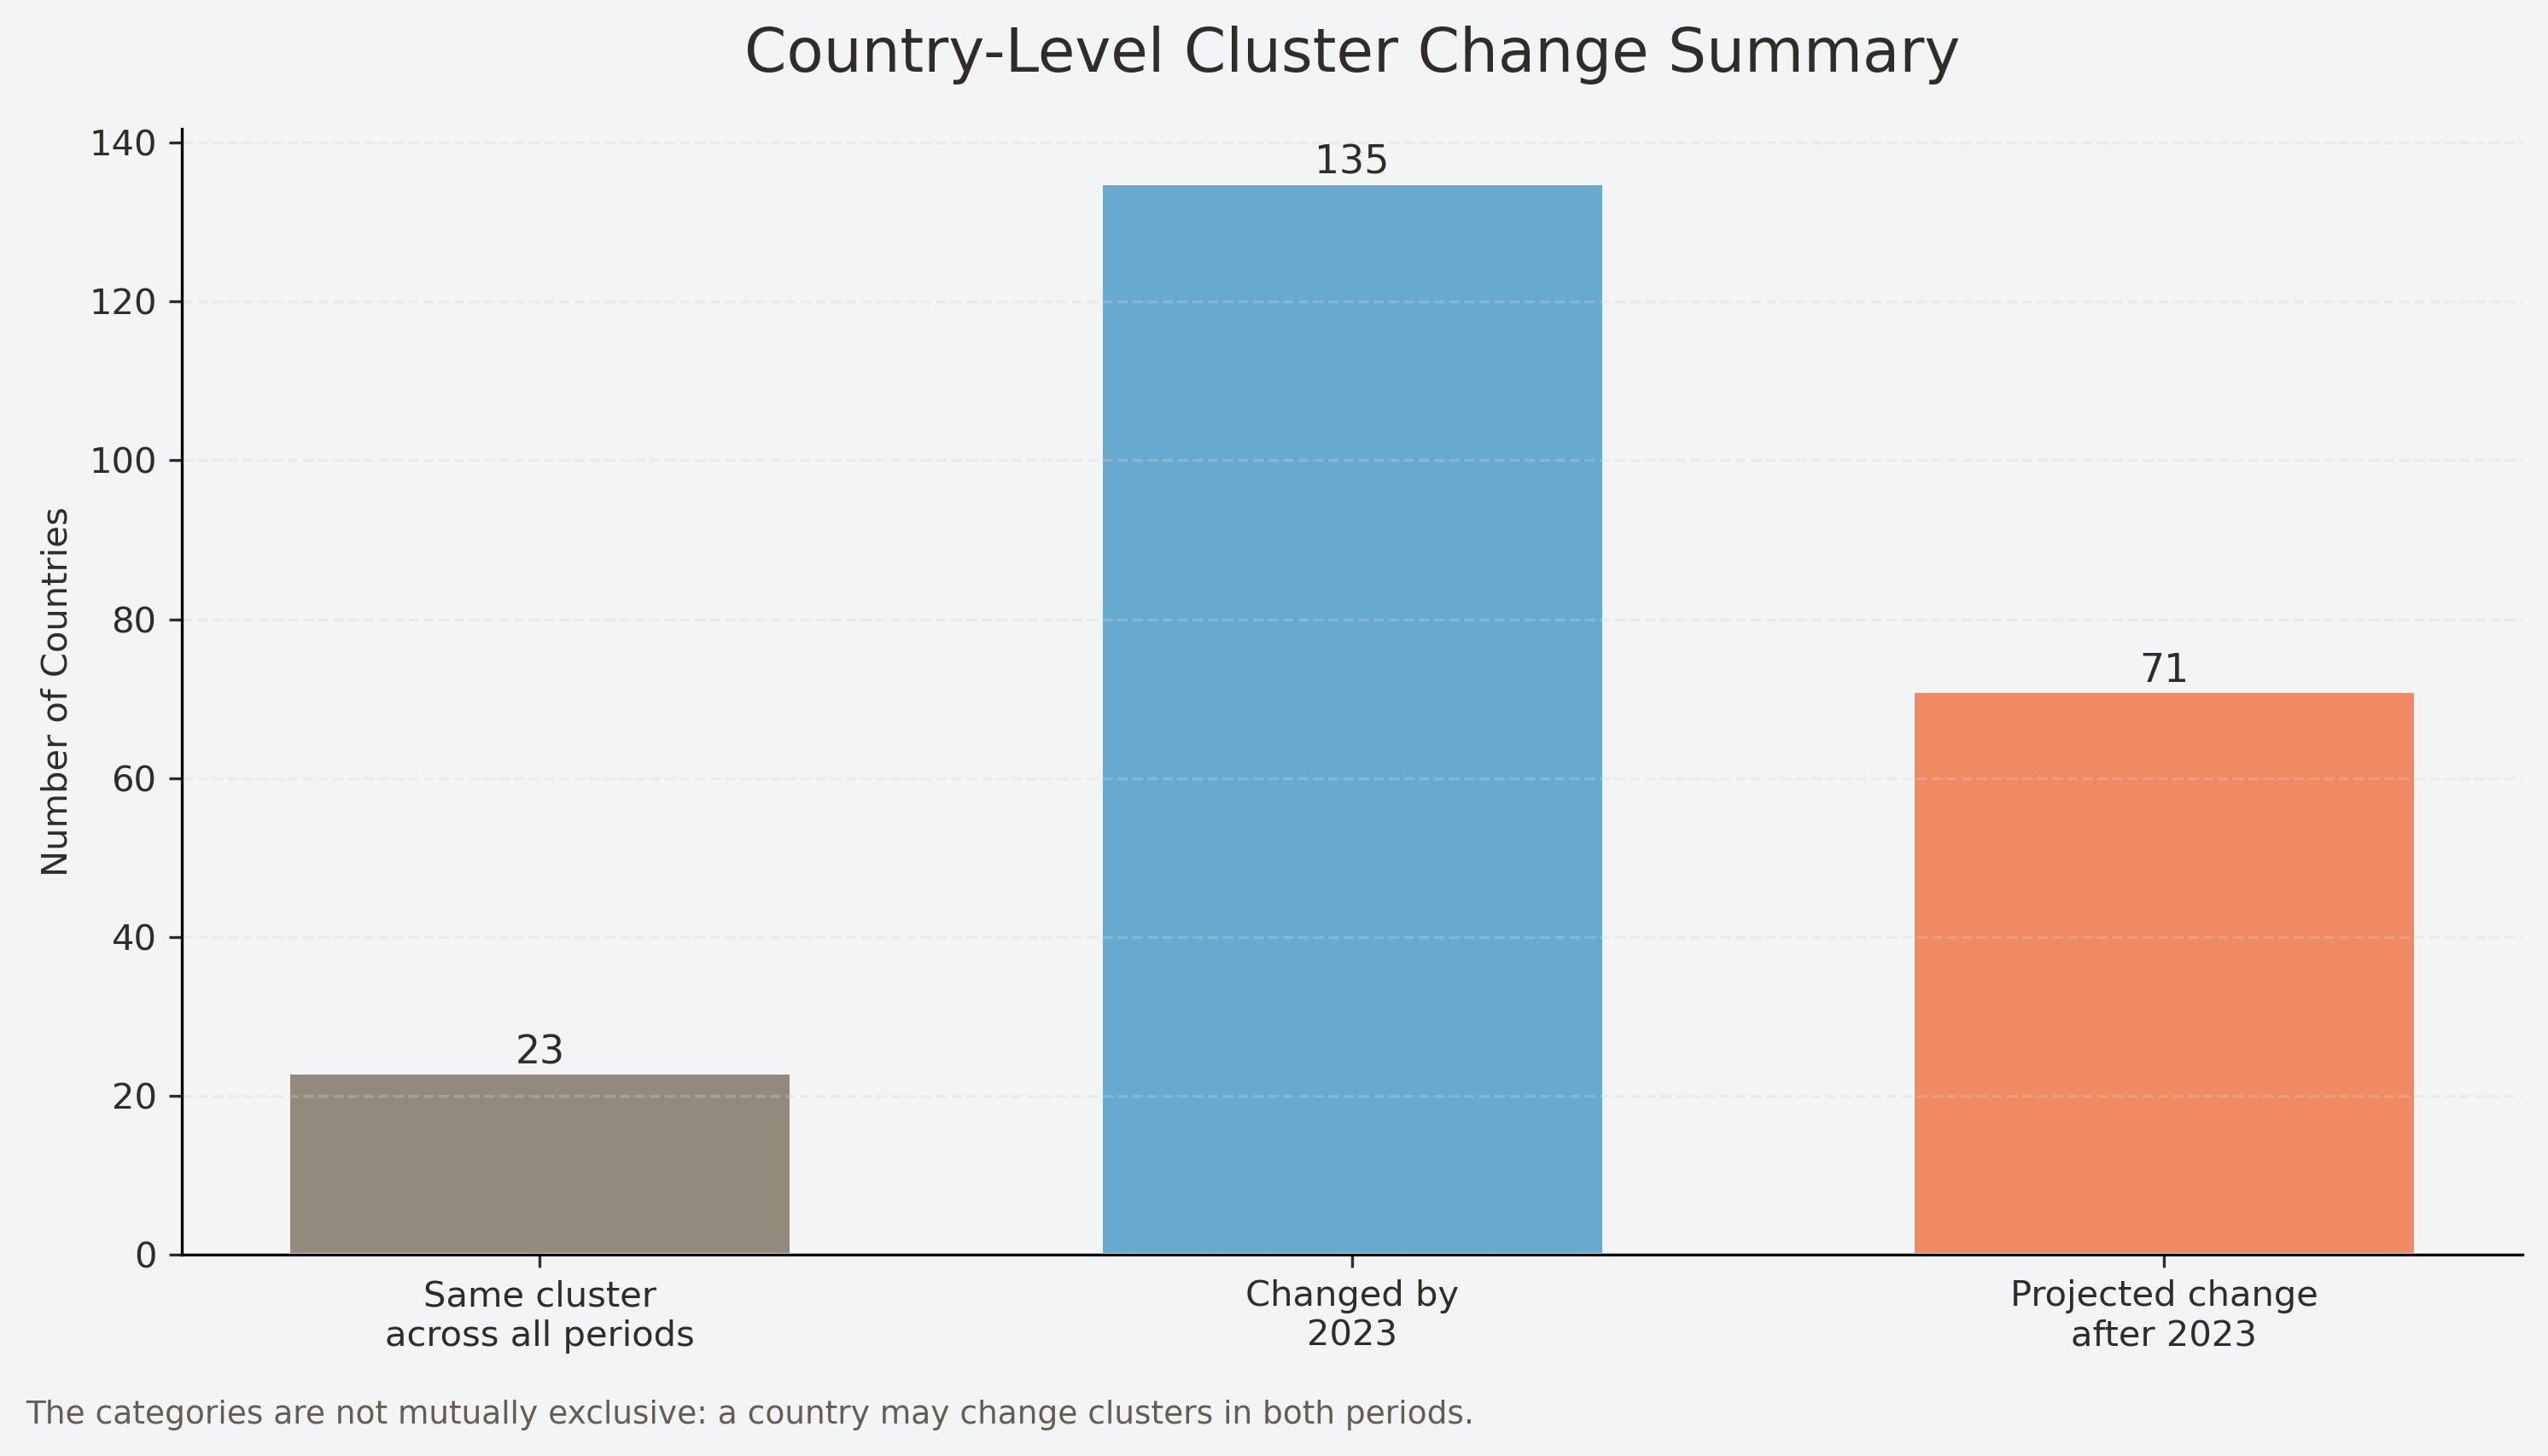 Country-Level Cluster Change Summary
Number of Countries
140
120
100
80
60
40
20
0
135
71
23
Same cluster
across all periods
Changed by
2023
Projected change
after 2023
The categories are not mutually exclusive: a country may change clusters in both periods.